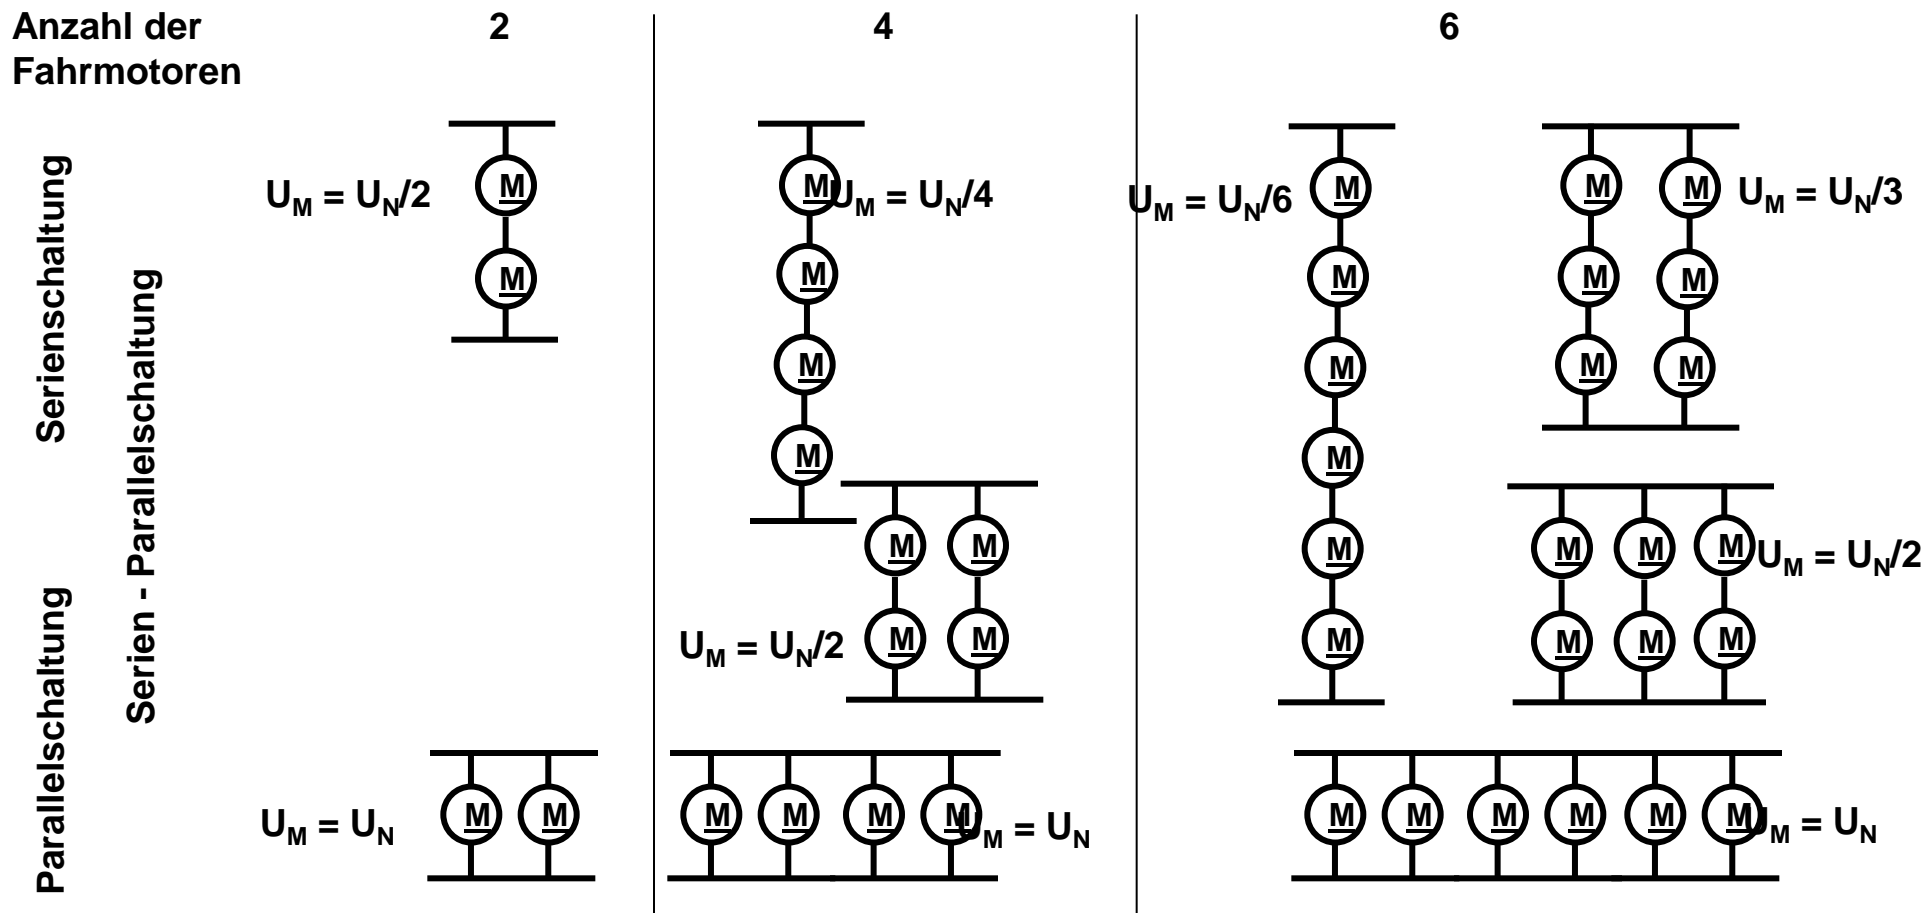 Anzahl der
Fahrmotoren
2
4
6
Serienschaltung
Serien - Parallelschaltung
Parallelschaltung
U_M = U_N/2
M
M
M
U_M = U_N/4
M
M
M
U_M = U_N/6
M
M
M
M
M
M
M M
U_M = U_N/3
M M
M M
M M
M M
U_M = U_N/2
M M M
U_M = U_N/2
M M M
U_M = U_N
M M
M M M M
U_M = U_N
M M M M M M
U_M = U_N